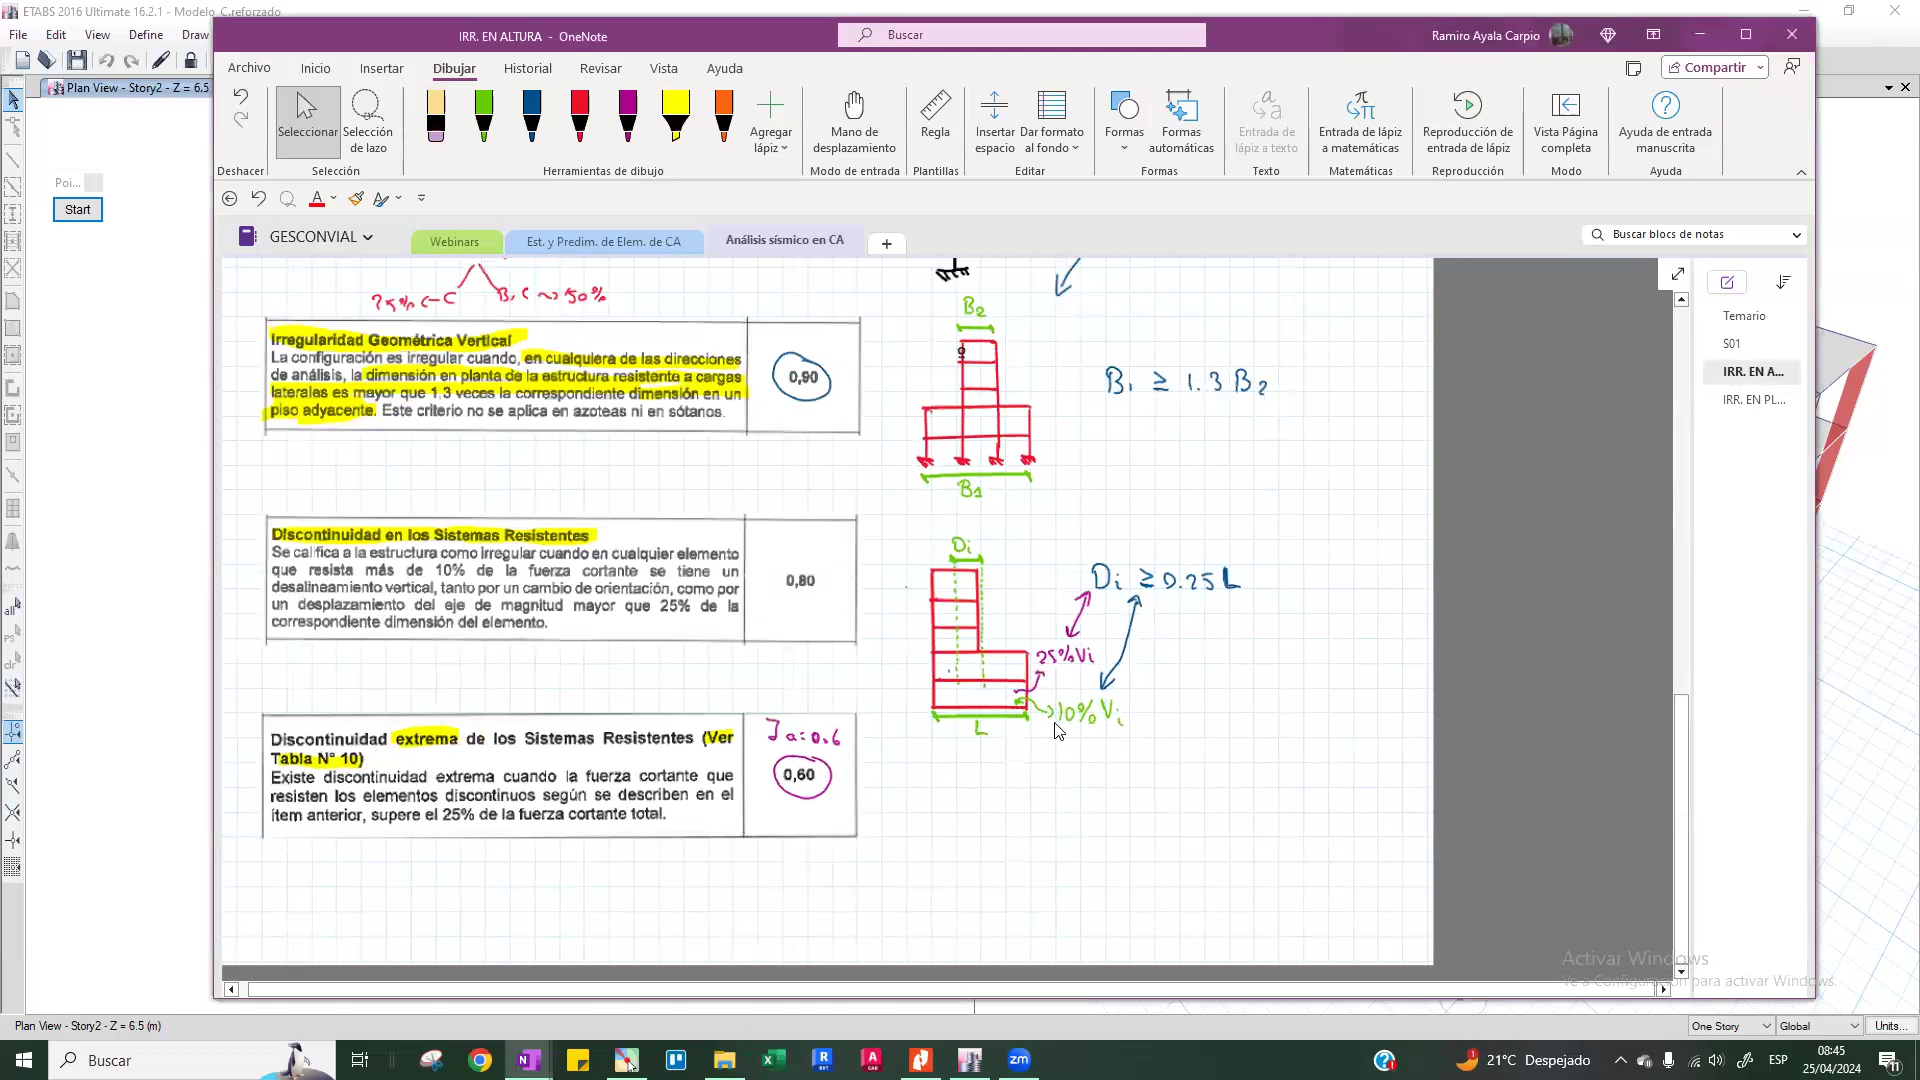 ETABS 2016 Ultimate 16.2.1 - Modelo_C.reforzado
File Edit View Define Draw
Plan View - Story2 - Z = 6.5
Poi...
Start
IRR. EN ALTURA - OneNote
Buscar
Ramiro Ayala Carpio
Archivo Inicio Insertar Dibujar Historial Revisar Vista Ayuda
Compartir
Seleccionar
Selección de lazo
Agregar lápiz
Mano de desplazamiento
Regla
Insertar espacio
Dar formato al fondo
Formas
Formas automáticas
Entrada de lápiz a texto
Entrada de lápiz a matemáticas
Reproducción de entrada de lápiz
Vista Página completa
Ayuda de entrada manuscrita
Deshacer Selección Herramientas de dibujo Modo de entrada Plantillas Editar Formas Texto Matemáticas Reproducción Modo Ayuda
GESCONVIAL
Webinars
Est. y Predim. de Elem. de CA
Análisis sísmico en CA
Buscar blocs de notas
Temario
S01
IRR. EN A...
IRR. EN PL...
50%
Irregularidad Geométrica Vertical
La configuración es irregular cuando, en cualquiera de las direcciones
de análisis, la dimensión en planta de la estructura resistente a cargas
laterales es mayor que 1,3 veces la correspondiente dimensión en un
piso adyacente. Este criterio no se aplica en azoteas ni en sótanos.
0,90
B2
B1
B1 ≥ 1.3 B2
Discontinuidad en los Sistemas Resistentes
Se califica a la estructura como irregular cuando en cualquier elemento
que resista más de 10% de la fuerza cortante se tiene un
desalineamiento vertical, tanto por un cambio de orientación, como por
un desplazamiento del eje de magnitud mayor que 25% de la
correspondiente dimensión del elemento.
0,80
Di
Di ≥ 0.25 L
25% Vi
10% Vi
L
Discontinuidad extrema de los Sistemas Resistentes (Ver
Tabla N° 10)
Existe discontinuidad extrema cuando la fuerza cortante que
resisten los elementos discontinuos según se describen en el
ítem anterior, supere el 25% de la fuerza cortante total.
Ia: 0.6
0,60
Activar Windows
Ve a Configuración para activar Windows.
Plan View - Story2 - Z = 6.5 (m)
One Story
Global
Units...
Buscar
21°C Despejado
ESP
08:45
25/04/2024
11